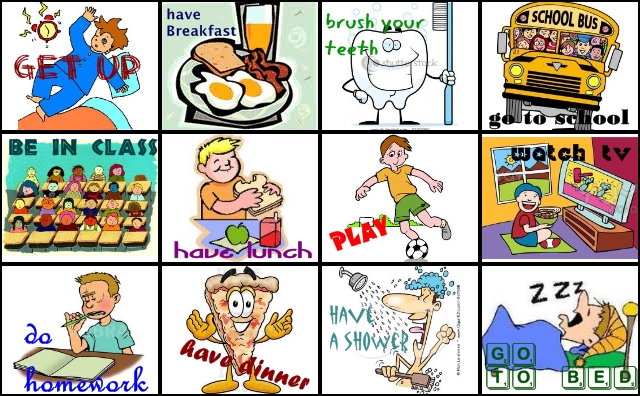 GET UP
have
Breakfast
brush your
teeth
shutterstock
SCHOOL BUS
go to school
BE IN CLASS
have lunch
PLAY
watch tv
do
homework
have dinner
HAVE
A SHOWER
ZZZ
GO
TO BED